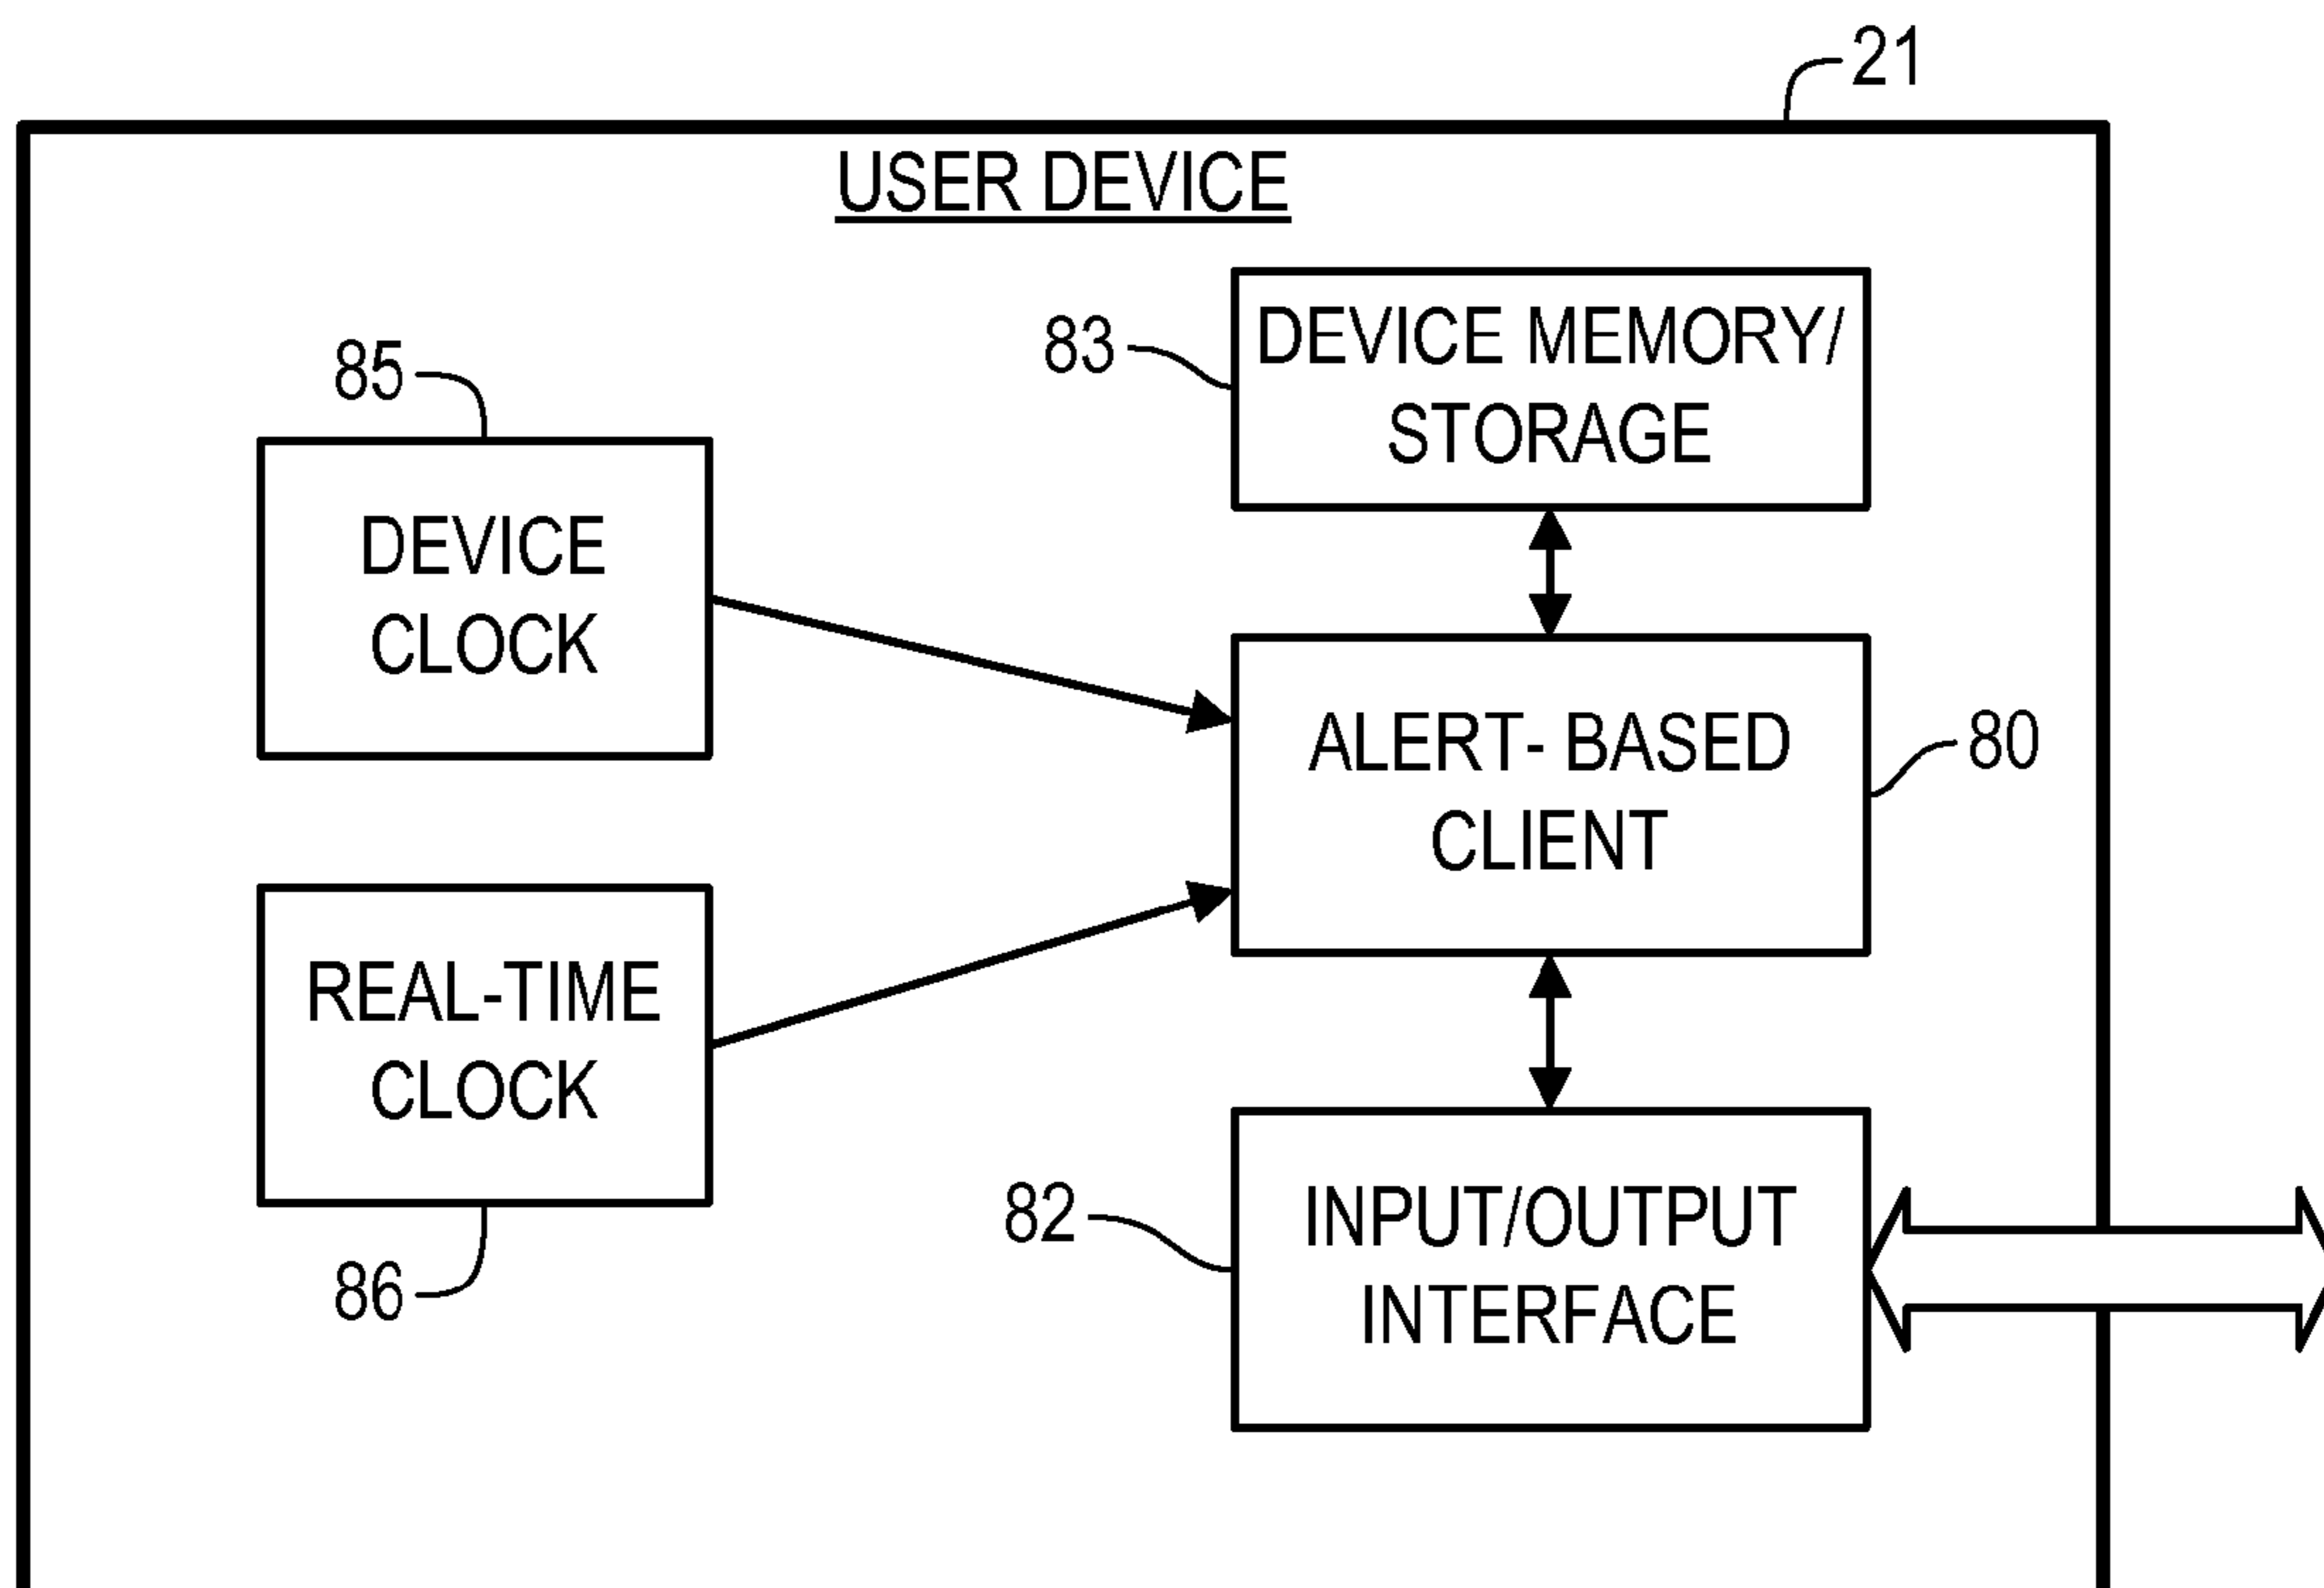 21
USER DEVICE
83
DEVICE MEMORY/
STORAGE
85
DEVICE
CLOCK
ALERT- BASED
CLIENT
80
REAL-TIME
CLOCK
86
82
INPUT/OUTPUT
INTERFACE